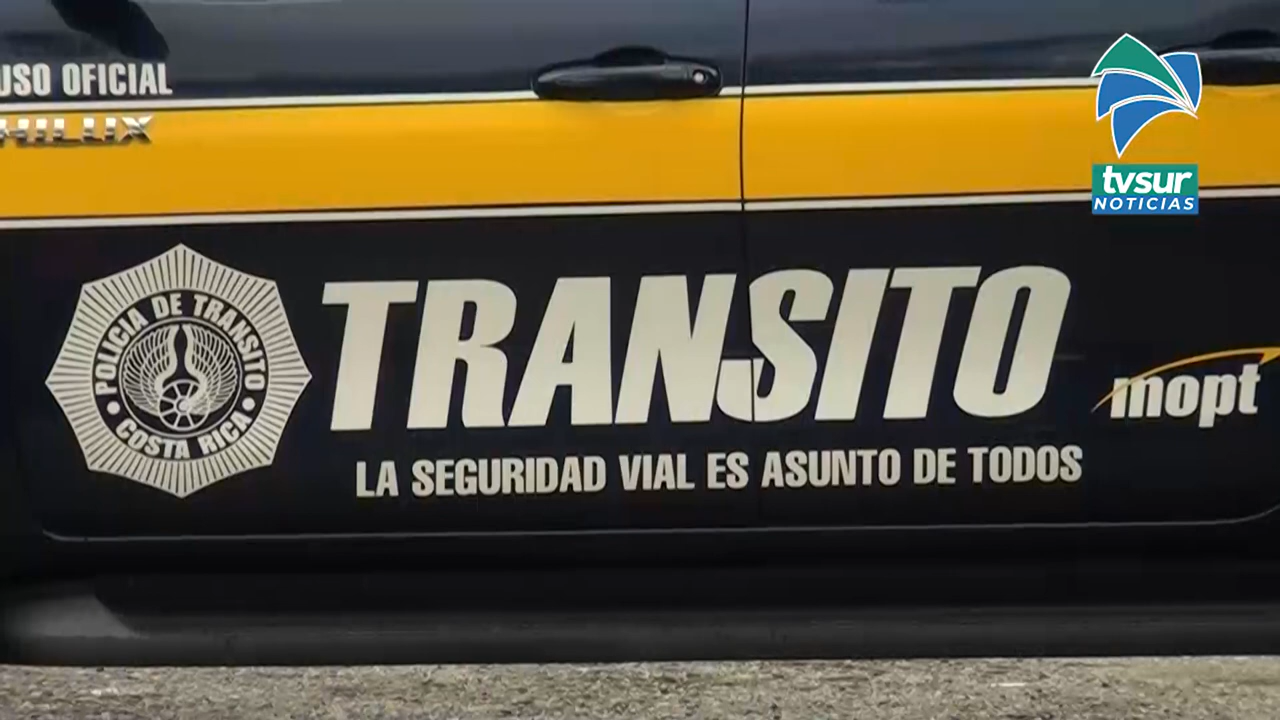 USO OFICIAL
HILUX
tvsur
NOTICIAS
POLICIA DE TRANSITO
COSTA RICA
TRANSITO
mopt
LA SEGURIDAD VIAL ES ASUNTO DE TODOS